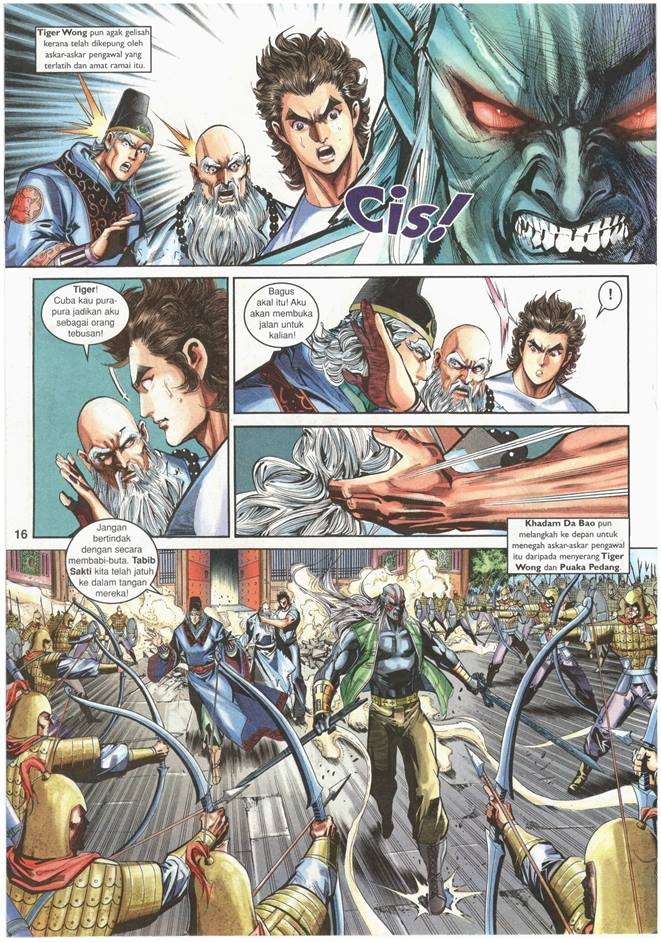 Tiger Wong pun agak gelisah
kerana telah dikepung oleh
askar-askar pengawal yang
terlatih dan amat ramai itu.
Cis!
Tiger!
Cuba kau pura-
pura jadikan aku
sebagai orang
tebusan!
Bagus
akal itu! Aku
akan membuka
jalan untuk
kalian!
!
16
Jangan
bertindak
dengan secara
membabi-buta. Tabib
Sakti kita telah jatuh
ke dalam tangan
mereka!
Khadam Da Bao pun
melangkah ke depan untuk
menegah askar-askar pengawal
itu daripada menyerang Tiger
Wong dan Puaka Pedang.